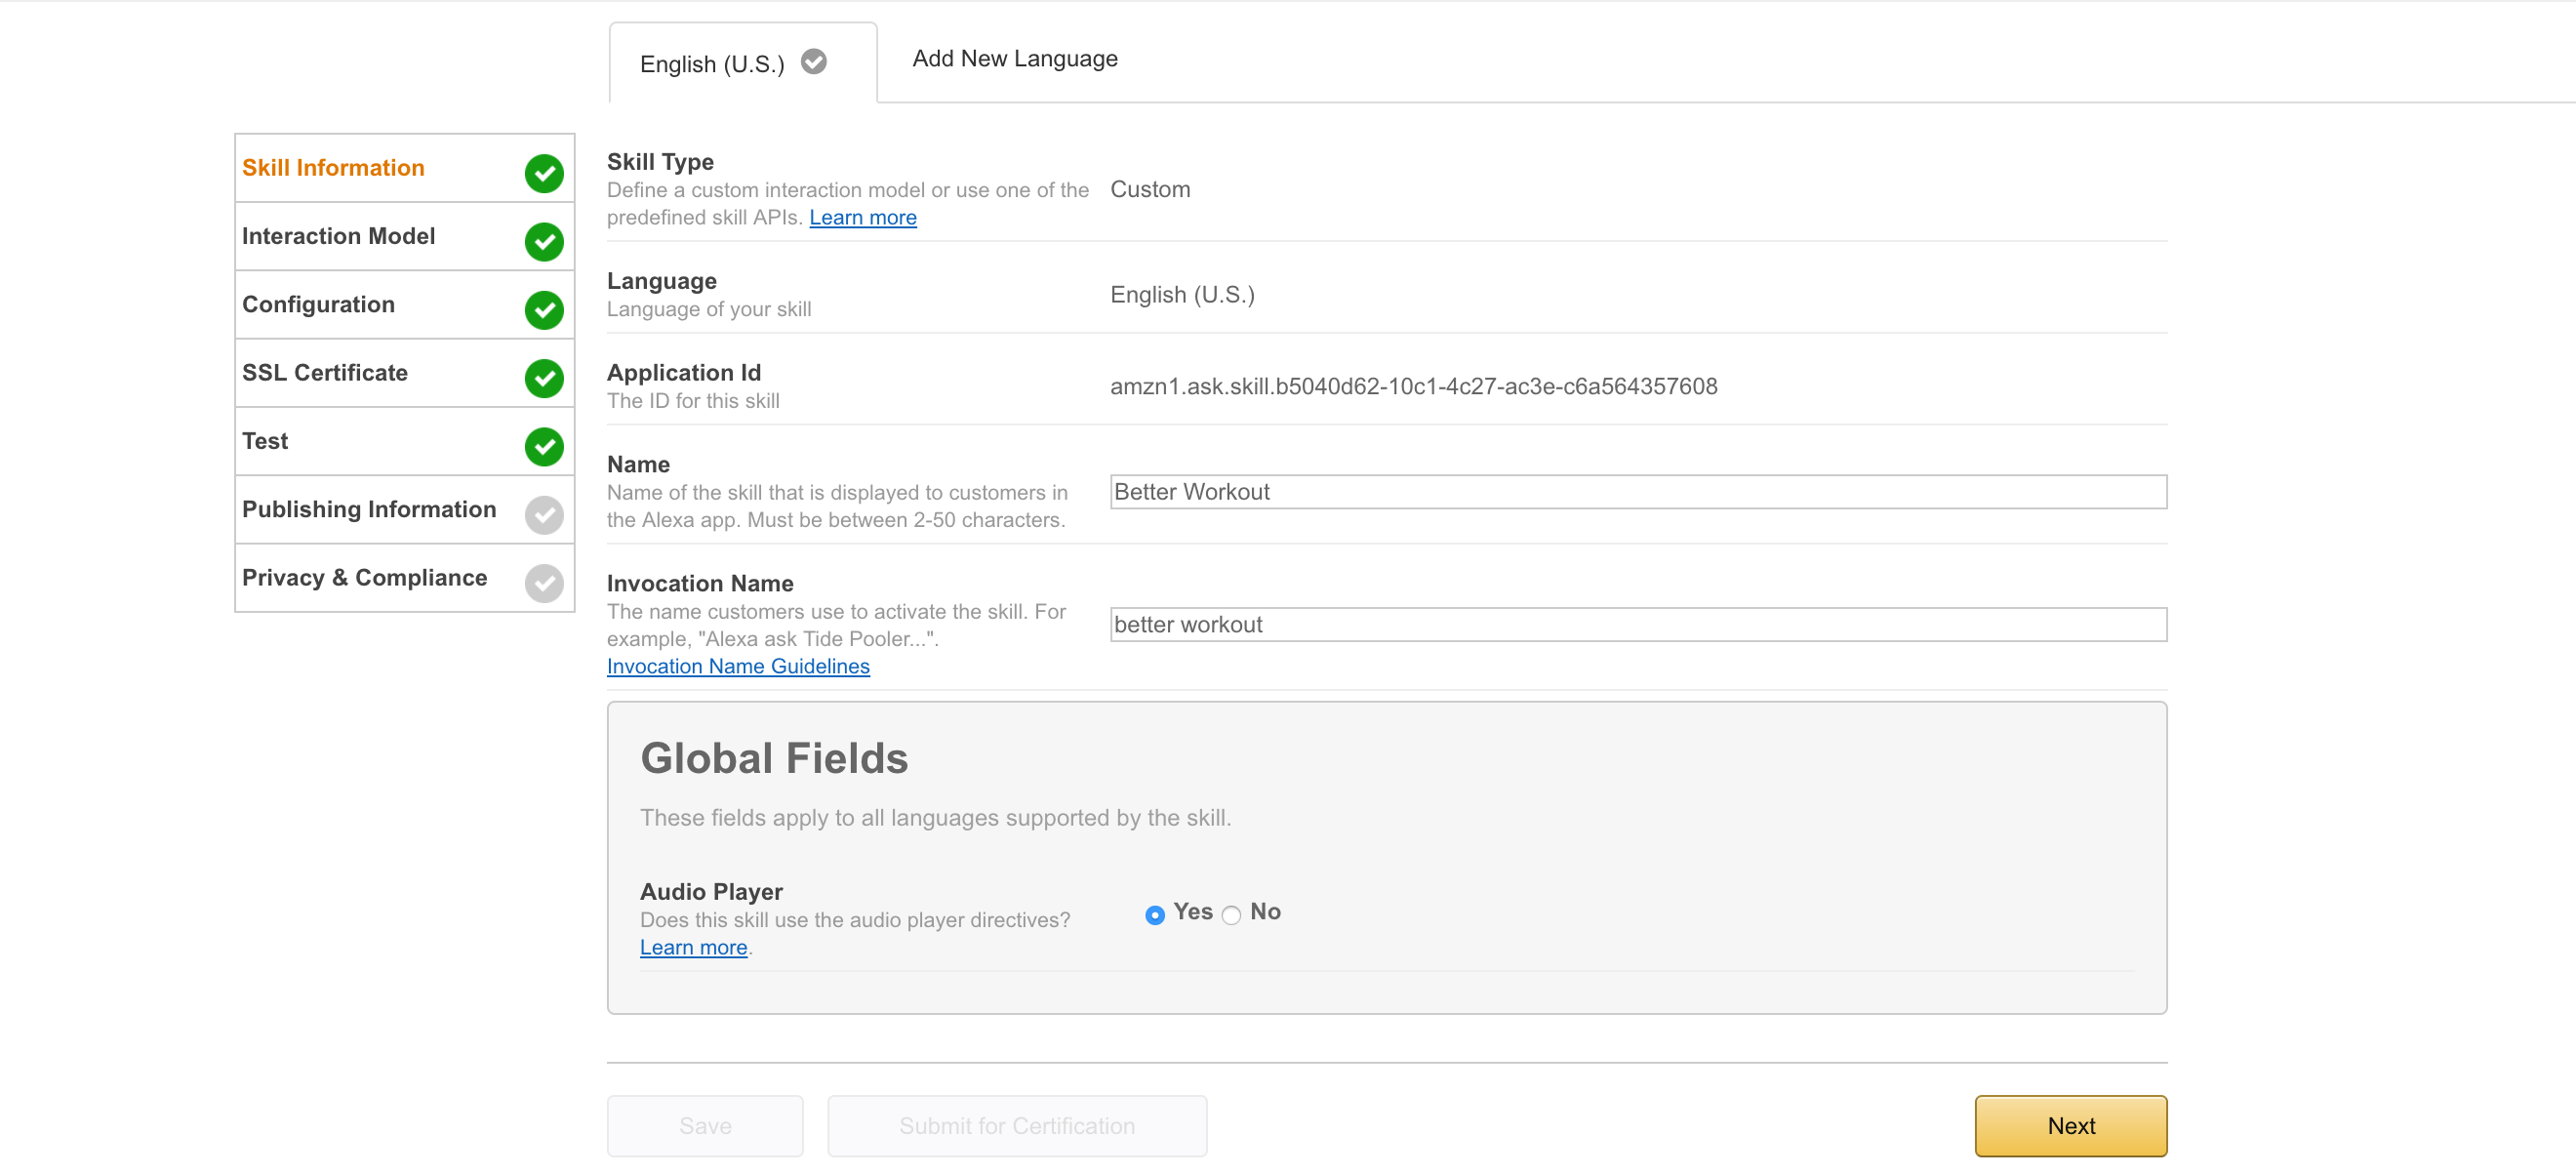 English (U.S.)
Add New Language
Skill Information
Interaction Model
Configuration
SSL Certificate
Test
Publishing Information
Privacy & Compliance
Skill Type
Define a custom interaction model or use one of the
predefined skill APIs. Learn more
Custom
Language
Language of your skill
English (U.S.)
Application Id
The ID for this skill
amzn1.ask.skill.b5040d62-10c1-4c27-ac3e-c6a564357608
Name
Name of the skill that is displayed to customers in
the Alexa app. Must be between 2-50 characters.
Better Workout
Invocation Name
The name customers use to activate the skill. For
example, "Alexa ask Tide Pooler...".
Invocation Name Guidelines
better workout
Global Fields
These fields apply to all languages supported by the skill.
Audio Player
Does this skill use the audio player directives?
Learn more.
Yes No
Save
Submit for Certification
Next